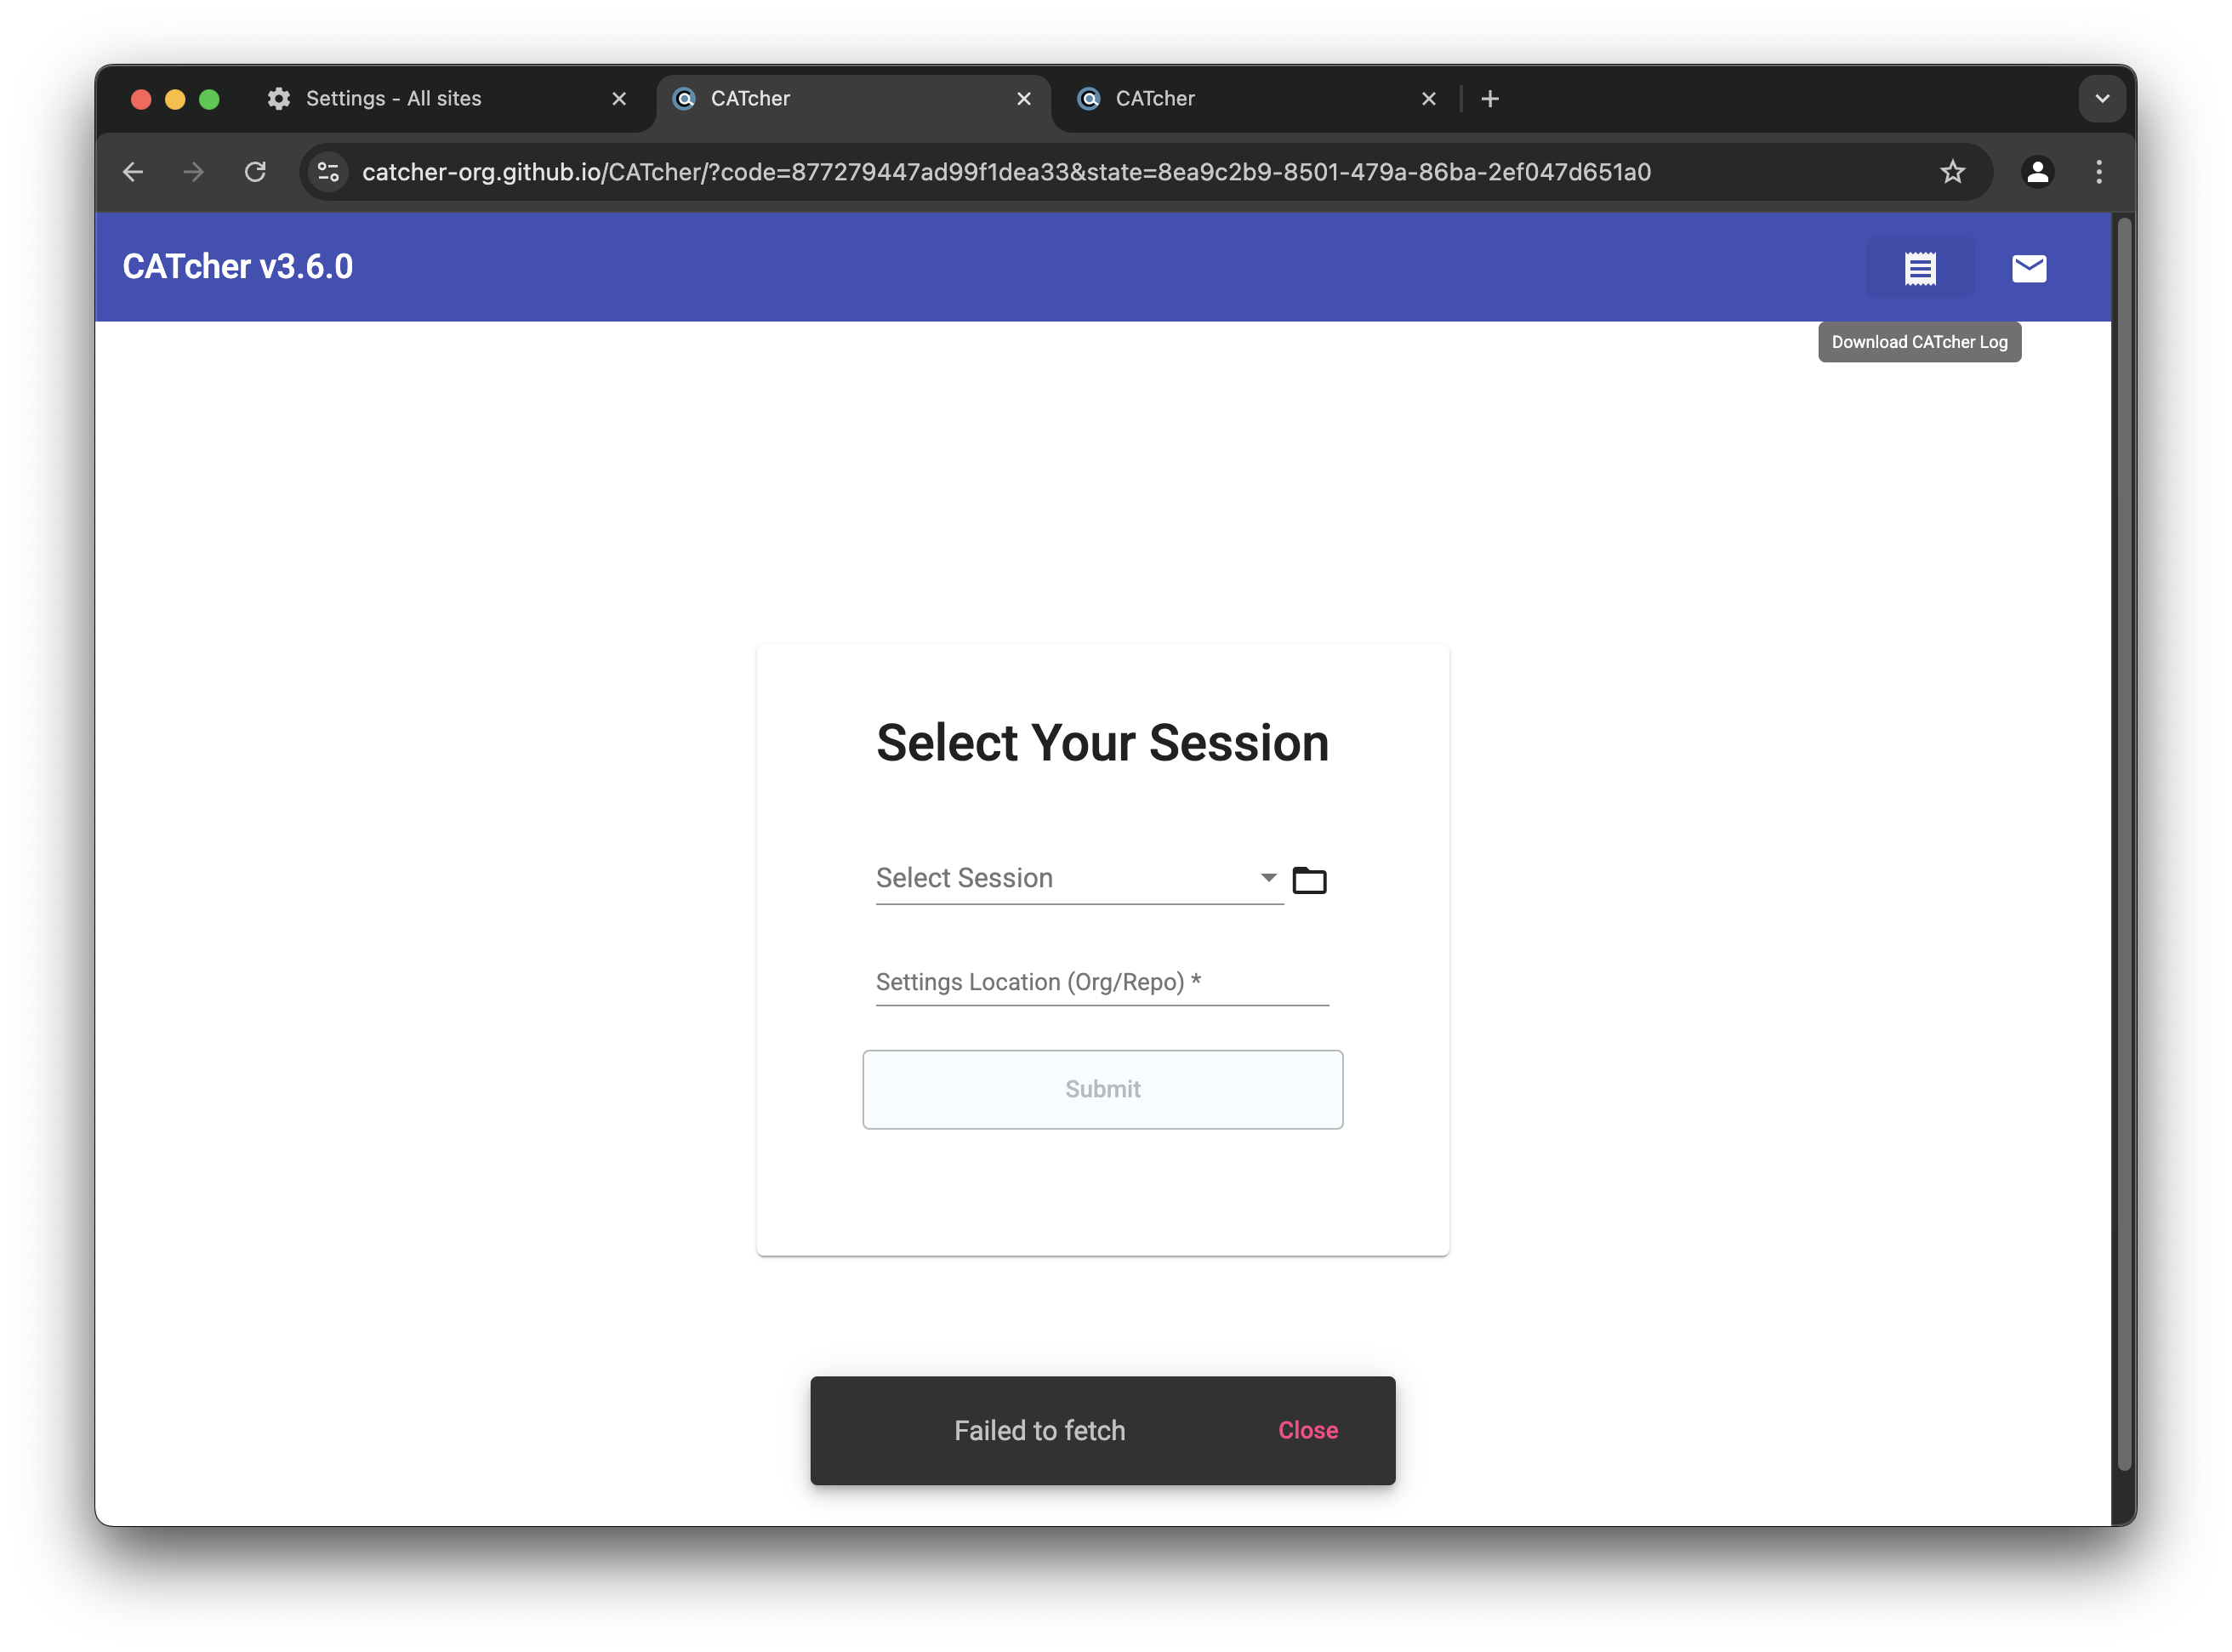 Settings - All sites
CATcher
CATcher
catcher-org.github.io/CATcher/?code=877279447ad99f1dea33&state=8ea9c2b9-8501-479a-86ba-2ef047d651a0
CATcher v3.6.0
Download CATcher Log
Select Your Session
Select Session
Settings Location (Org/Repo) *
Submit
Failed to fetch
Close